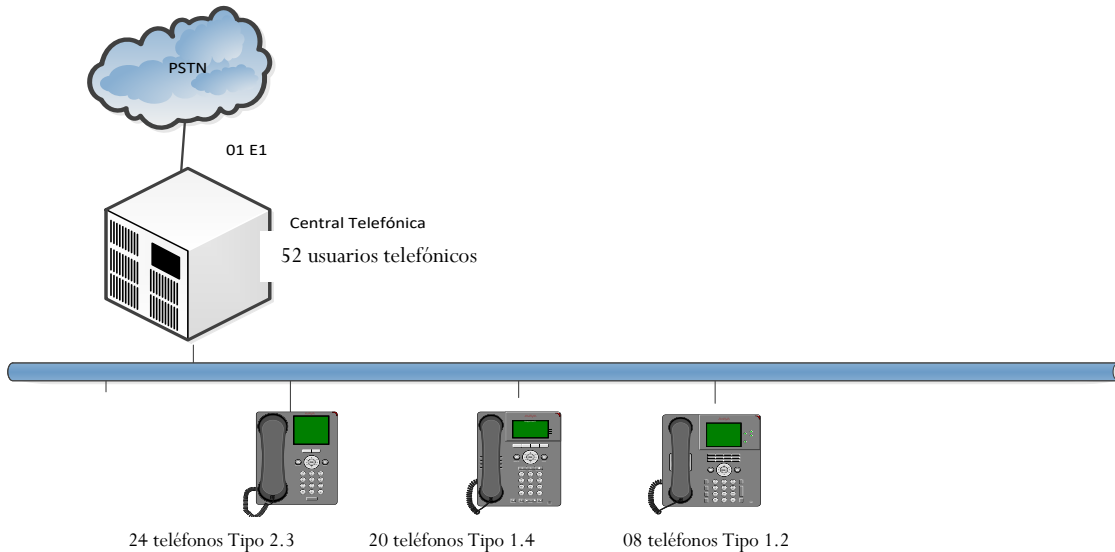 PSTN
01 E1
Central Telefónica
52 usuarios telefónicos
24 teléfonos Tipo 2.3
20 teléfonos Tipo 1.4
08 teléfonos Tipo 1.2